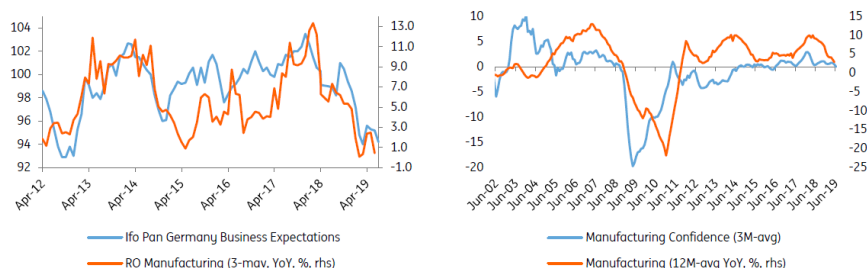 104
102
100
98
96
94
92
13.0
11.0
9.0
7.0
5.0
3.0
1.0
-1.0
Apr-12
Apr-13
Apr-14
Apr-15
Apr-16
Apr-17
Apr-18
Apr-19
Ifo Pan Germany Business Expectations
RO Manufacturing (3-mav, YoY, %, rhs)
10
5
0
-5
-10
-15
-20
15
10
5
0
-5
-10
-15
-20
-25
Jun-02
Jun-03
Jun-04
Jun-05
Jun-06
Jun-07
Jun-08
Jun-09
Jun-10
Jun-11
Jun-12
Jun-13
Jun-14
Jun-15
Jun-16
Jun-17
Jun-18
Jun-19
Manufacturing Confidence (3M-avg)
Manufacturing (12M-avg YoY, %, rhs)